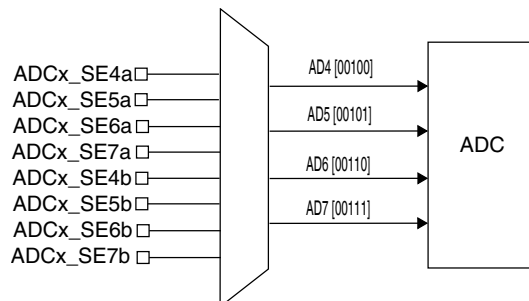 ADCx_SE4a
ADCx_SE5a
ADCx_SE6a
ADCx_SE7a
ADCx_SE4b
ADCx_SE5b
ADCx_SE6b
ADCx_SE7b
AD4 [00100]
AD5 [00101]
AD6 [00110]
AD7 [00111]
ADC